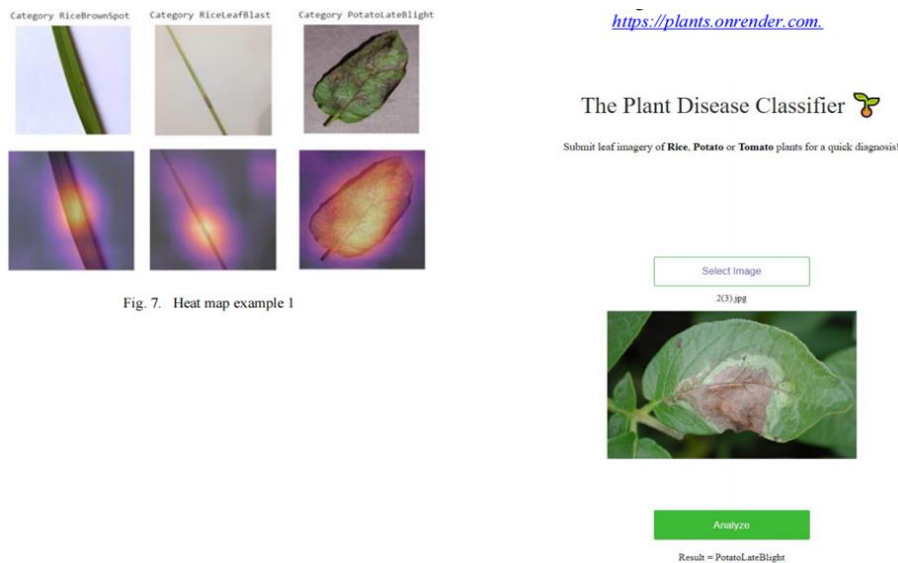 Category RiceBrownSpot
Category RiceLeafBlast
Category PotatoLateBlight
Fig. 7. Heat map example 1
https://plants.onrender.com.
The Plant Disease Classifier
Submit leaf imagery of Rice, Potato or Tomato plants for a quick diagnosis!
Select Image
2(3).jpg
Analyze
Result = PotatoLateBlight